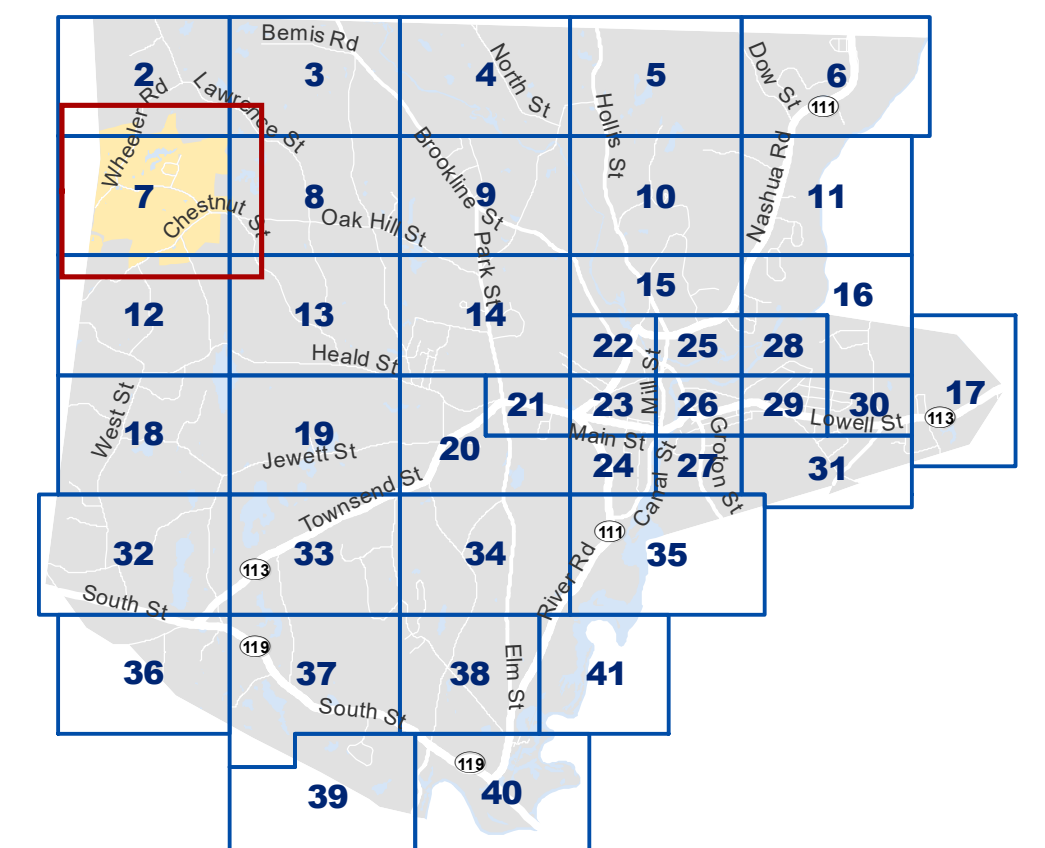 Bemis Rd
2
3
4
5
6
North St
Dow St
111
Wheeler Rd
Lawrence St
Hollis St
Brookline St
Nashua Rd
7
8
9
10
11
Chestnut St
Oak Hill St
Park St
12
13
14
15
16
Heald St
22
25
28
Mill St
17
113
West St
18
19
20
21
23
26
29
30
Lowell St
Jewett St
Main St
24
27
31
Groton St
Canal St
Townsend St
111
32
33
34
35
113
River Rd
South St
119
36
37
38
41
Elm St
South St
119
39
40